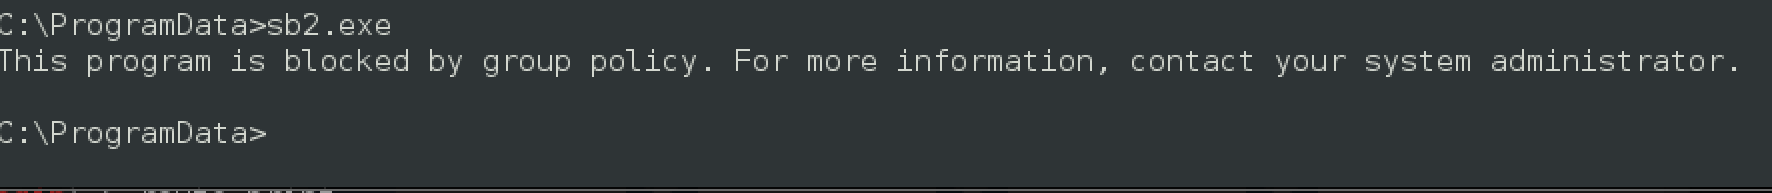 C:\ProgramData>sb2.exe
This program is blocked by group policy. For more information, contact your system administrator.
C:\ProgramData>